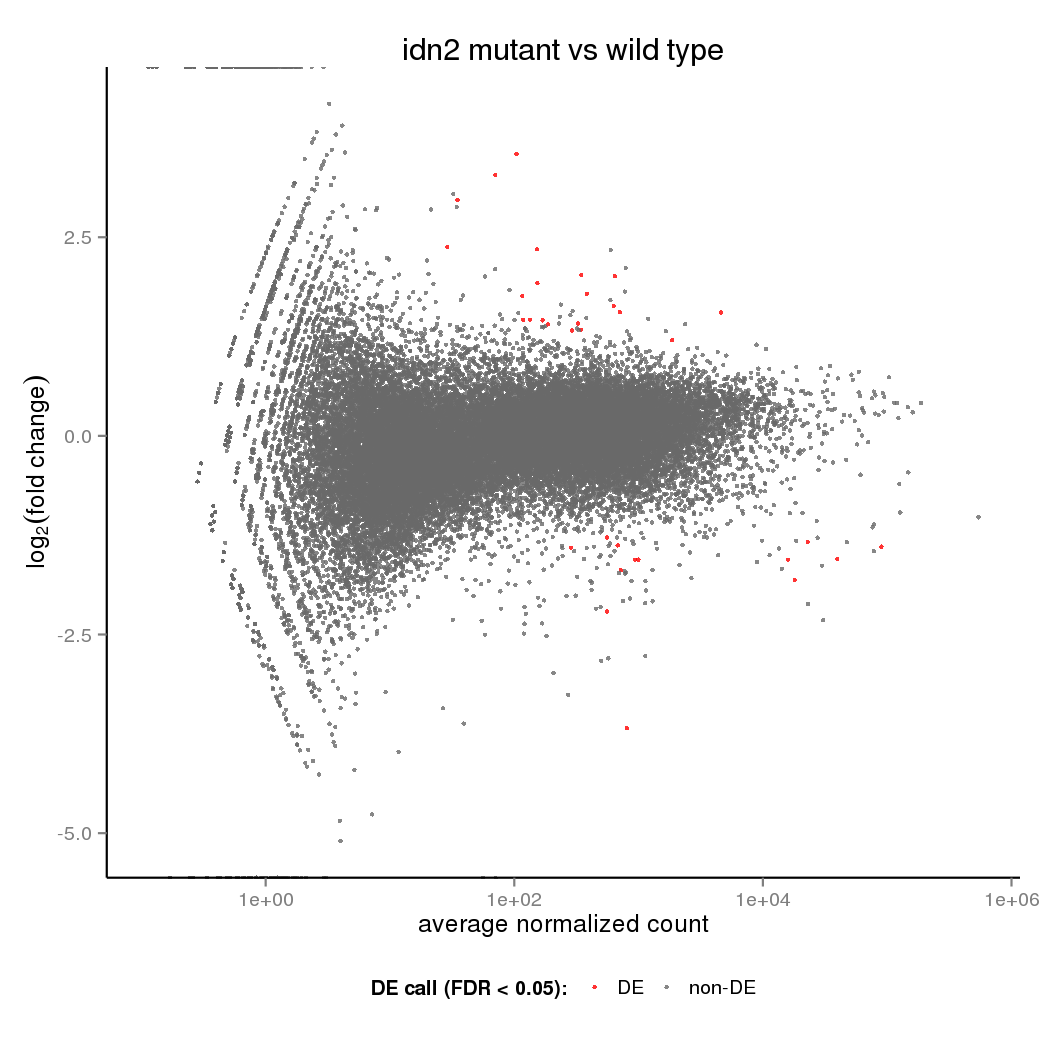 idn2 mutant vs wild type
log₂(fold change)
2.5
0.0
-2.5
-5.0
1e+00 1e+02 1e+04 1e+06
average normalized count
DE call (FDR < 0.05): DE non-DE